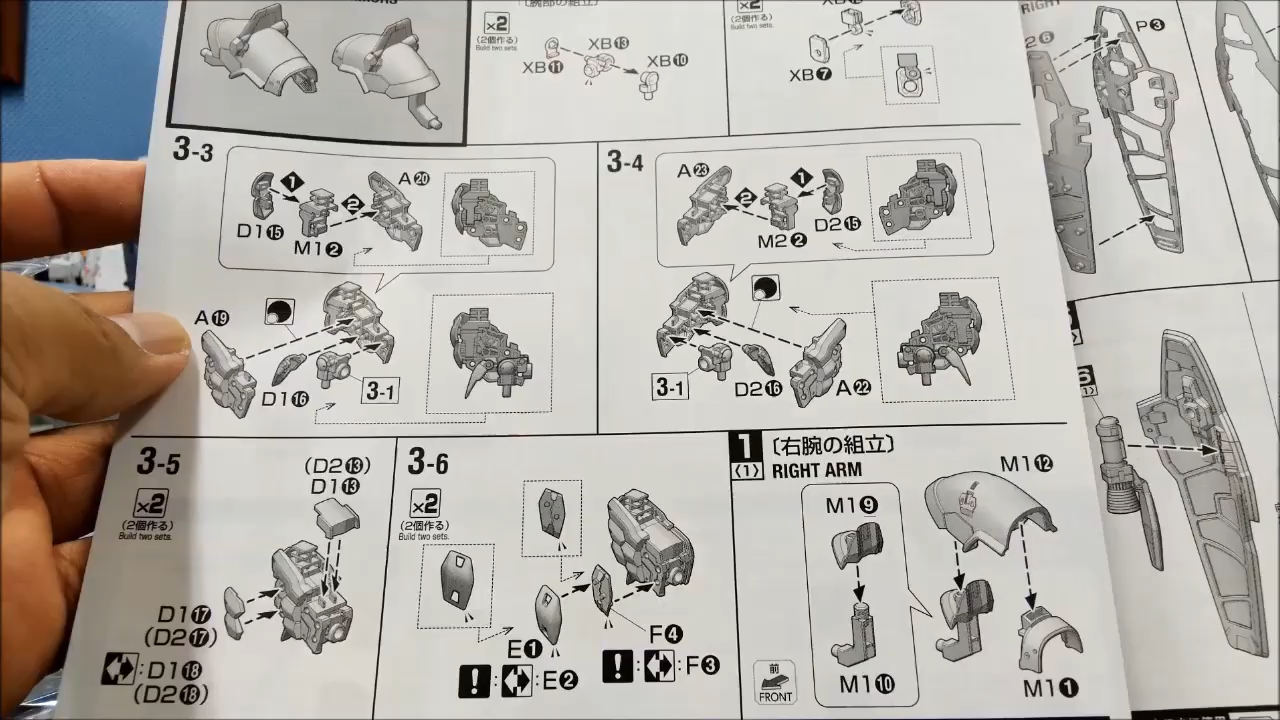 ×2
(2個作る)
Build two sets.
XB⑬
XB⑪
XB⑩
×2
(2個作る)
Build two sets.
XB❼
RIGHT
P❸
3-3
❶
A⑳
❷
D1⑮
M1❷
A⑲
D1⑯
3-1
3-4
A㉓
❷
❶
D2⑮
M2❷
3-1
D2⑯
A㉒
3-5
×2
(2個作る)
Build two sets.
(D2⑬)
D1⑬
D1⑰
(D2⑰)
:D1⑱
(D2⑱)
3-6
×2
(2個作る)
Build two sets.
E❶
F❹
!:
:E❷
!:
:F❸
1
⟨1⟩
〔右腕の組立〕
RIGHT ARM
M1❾
M1⑫
M1⑩
前
FRONT
M1❶